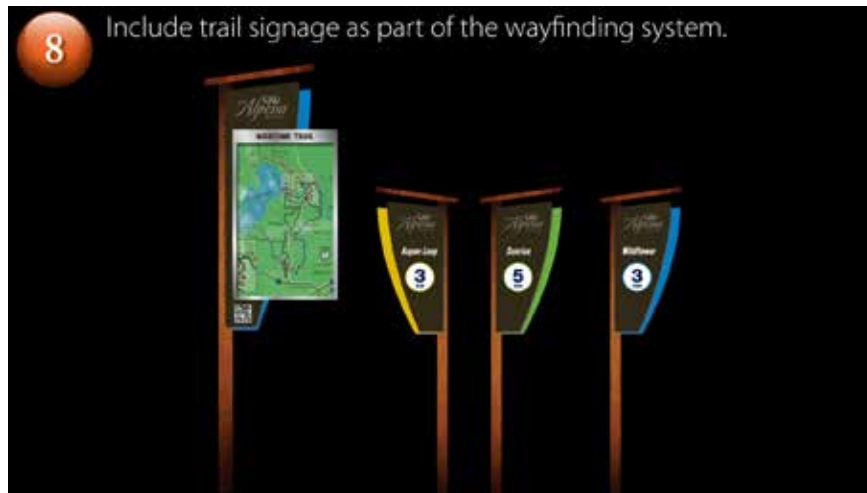 8
Include trail signage as part of the wayfinding system.
Alpena
MARITIME TRAIL
Alpena
Aspen Loop
3
Alpena
Sunrise
5
Alpena
Wildflower
3